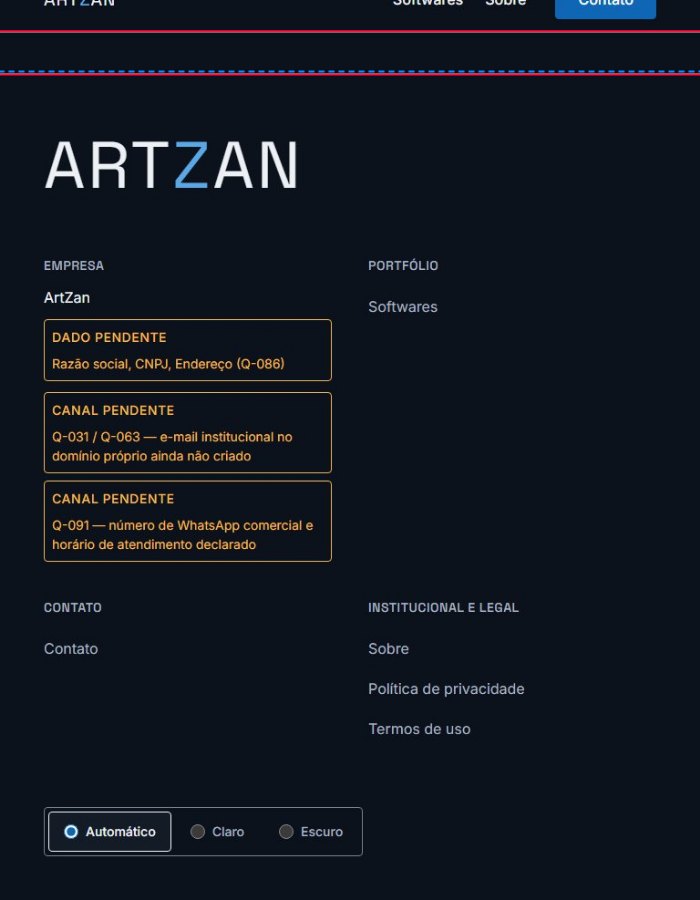 ARTZAN
Softwares Sobre Contato
ARTZAN
EMPRESA
ArtZan
DADO PENDENTE
Razão social, CNPJ, Endereço (Q-086)
CANAL PENDENTE
Q-031 / Q-063 — e-mail institucional no
domínio próprio ainda não criado
CANAL PENDENTE
Q-091 — número de WhatsApp comercial e
horário de atendimento declarado
PORTFÓLIO
Softwares
CONTATO
Contato
INSTITUCIONAL E LEGAL
Sobre
Política de privacidade
Termos de uso
Automático Claro Escuro